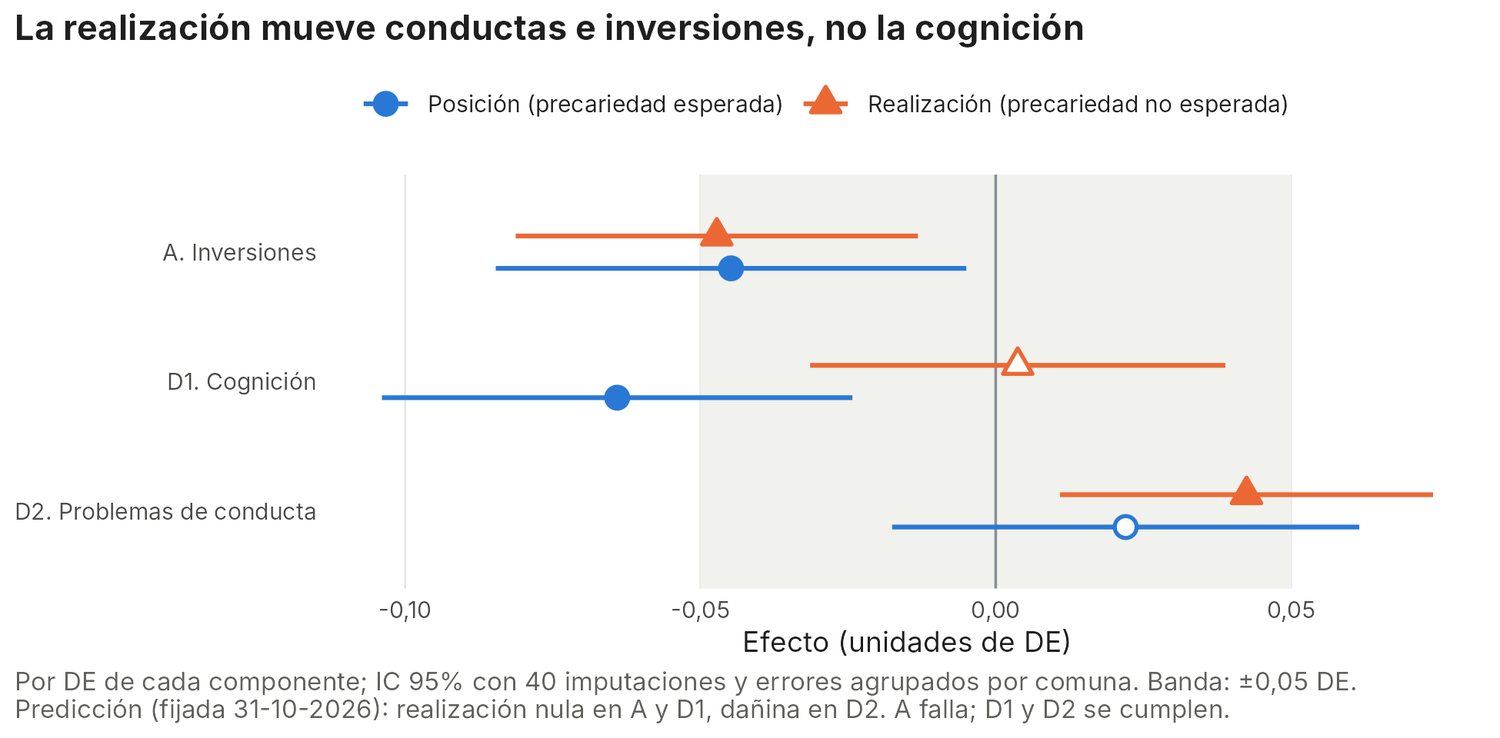 La realización mueve conductas e inversiones, no la cognición
Posición (precariedad esperada)
Realización (precariedad no esperada)
A. Inversiones
D1. Cognición
D2. Problemas de conducta
-0,10
-0,05
0,00
0,05
Efecto (unidades de DE)
Por DE de cada componente; IC 95% con 40 imputaciones y errores agrupados por comuna. Banda: ±0,05 DE.
Predicción (fijada 31-10-2026): realización nula en A y D1, dañina en D2. A falla; D1 y D2 se cumplen.